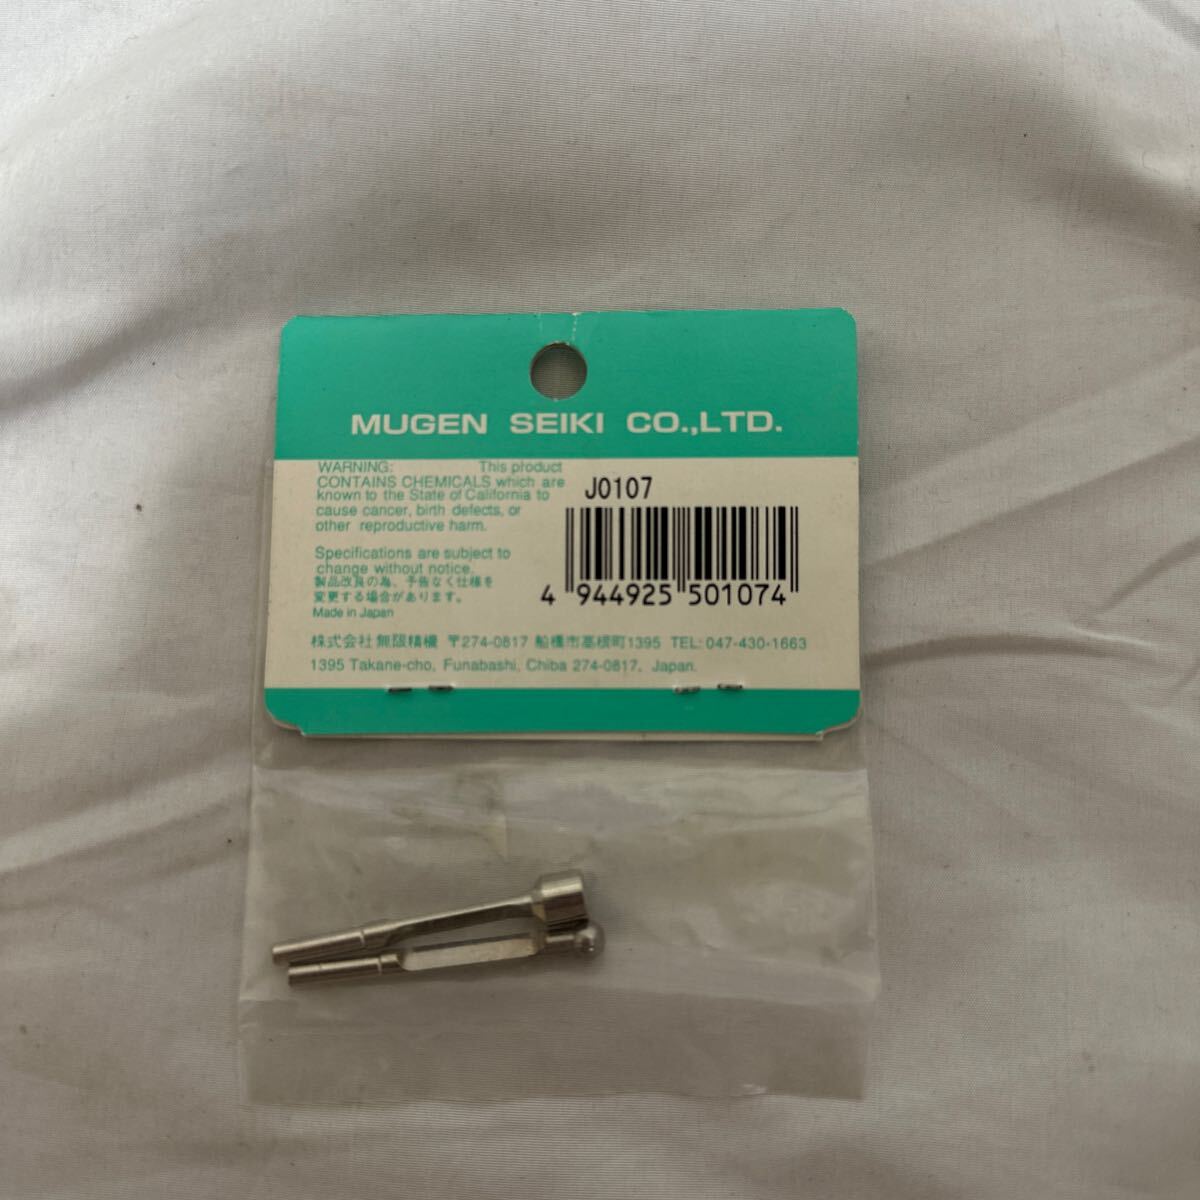 MUGEN SEIKI CO.,LTD.
WARNING: This product
CONTAINS CHEMICALS which are
known to the State of California to
cause cancer, birth defects, or
other reproductive harm.
Specifications are subject to
change without notice.
製品改良の為、予告なく仕様を
変更する場合があります。
Made in Japan
J0107
4 944925 501074
株式会社 無限精機 〒274-0817 船橋市高根町1395 TEL: 047-430-1663
1395 Takane-cho, Funabashi, Chiba 274-0817, Japan.